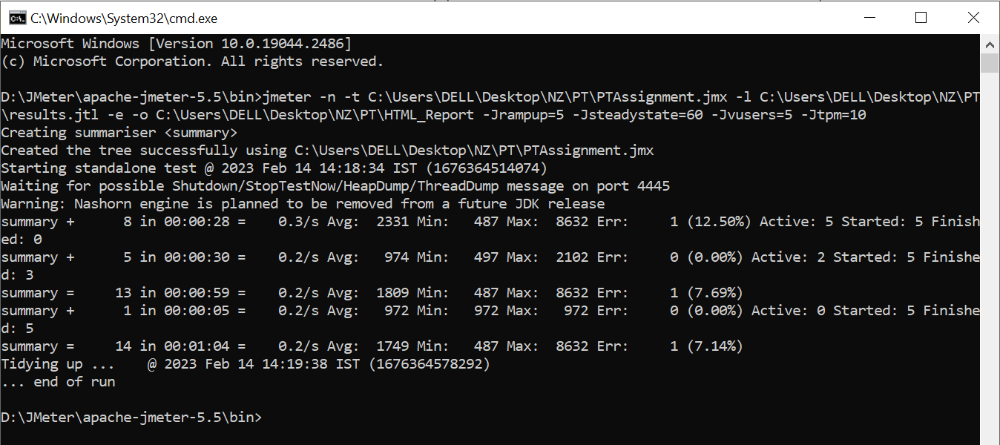 C:\Windows\System32\cmd.exe
Microsoft Windows [Version 10.0.19044.2486]
(c) Microsoft Corporation. All rights reserved.
D:\JMeter\apache-jmeter-5.5\bin>jmeter -n -t C:\Users\DELL\Desktop\NZ\PT\PTAssignment.jmx -l C:\Users\DELL\Desktop\NZ\PT
\results.jtl -e -o C:\Users\DELL\Desktop\NZ\PT\HTML_Report -Jrampup=5 -Jsteadystate=60 -Jvusers=5 -Jtpm=10
Creating summariser <summary>
Created the tree successfully using C:\Users\DELL\Desktop\NZ\PT\PTAssignment.jmx
Starting standalone test @ 2023 Feb 14 14:18:34 IST (1676364514074)
Waiting for possible Shutdown/StopTestNow/HeapDump/ThreadDump message on port 4445
Warning: Nashorn engine is planned to be removed from a future JDK release
summary +      8 in 00:00:28 =    0.3/s Avg:  2331 Min:   487 Max:  8632 Err:     1 (12.50%) Active: 5 Started: 5 Finish
ed: 0
summary +      5 in 00:00:30 =    0.2/s Avg:   974 Min:   497 Max:  2102 Err:     0 (0.00%) Active: 2 Started: 5 Finishe
d: 3
summary =     13 in 00:00:59 =    0.2/s Avg:  1809 Min:   487 Max:  8632 Err:     1 (7.69%)
summary +      1 in 00:00:05 =    0.2/s Avg:   972 Min:   972 Max:   972 Err:     0 (0.00%) Active: 0 Started: 5 Finishe
d: 5
summary =     14 in 00:01:04 =    0.2/s Avg:  1749 Min:   487 Max:  8632 Err:     1 (7.14%)
Tidying up ...    @ 2023 Feb 14 14:19:38 IST (1676364578292)
... end of run
D:\JMeter\apache-jmeter-5.5\bin>